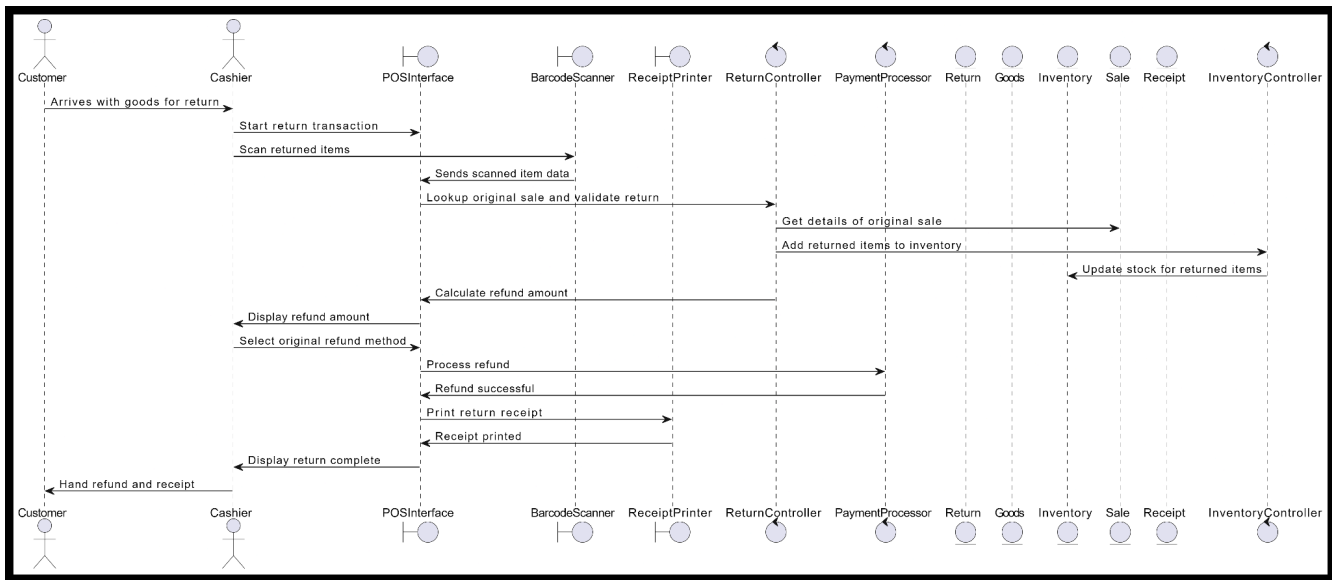 Customer Cashier POSInterface BarcodeScanner ReceiptPrinter ReturnController PaymentProcessor Return Goods Inventory Sale Receipt InventoryController
Arrives with goods for return
Start return transaction
Scan returned items
Sends scanned item data
Lookup original sale and validate return
Get details of original sale
Add returned items to inventory
Update stock for returned items
Calculate refund amount
Display refund amount
Select original refund method
Process refund
Refund successful
Print return receipt
Receipt printed
Display return complete
Hand refund and receipt
Customer Cashier POSInterface BarcodeScanner ReceiptPrinter ReturnController PaymentProcessor Return Goods Inventory Sale Receipt InventoryController